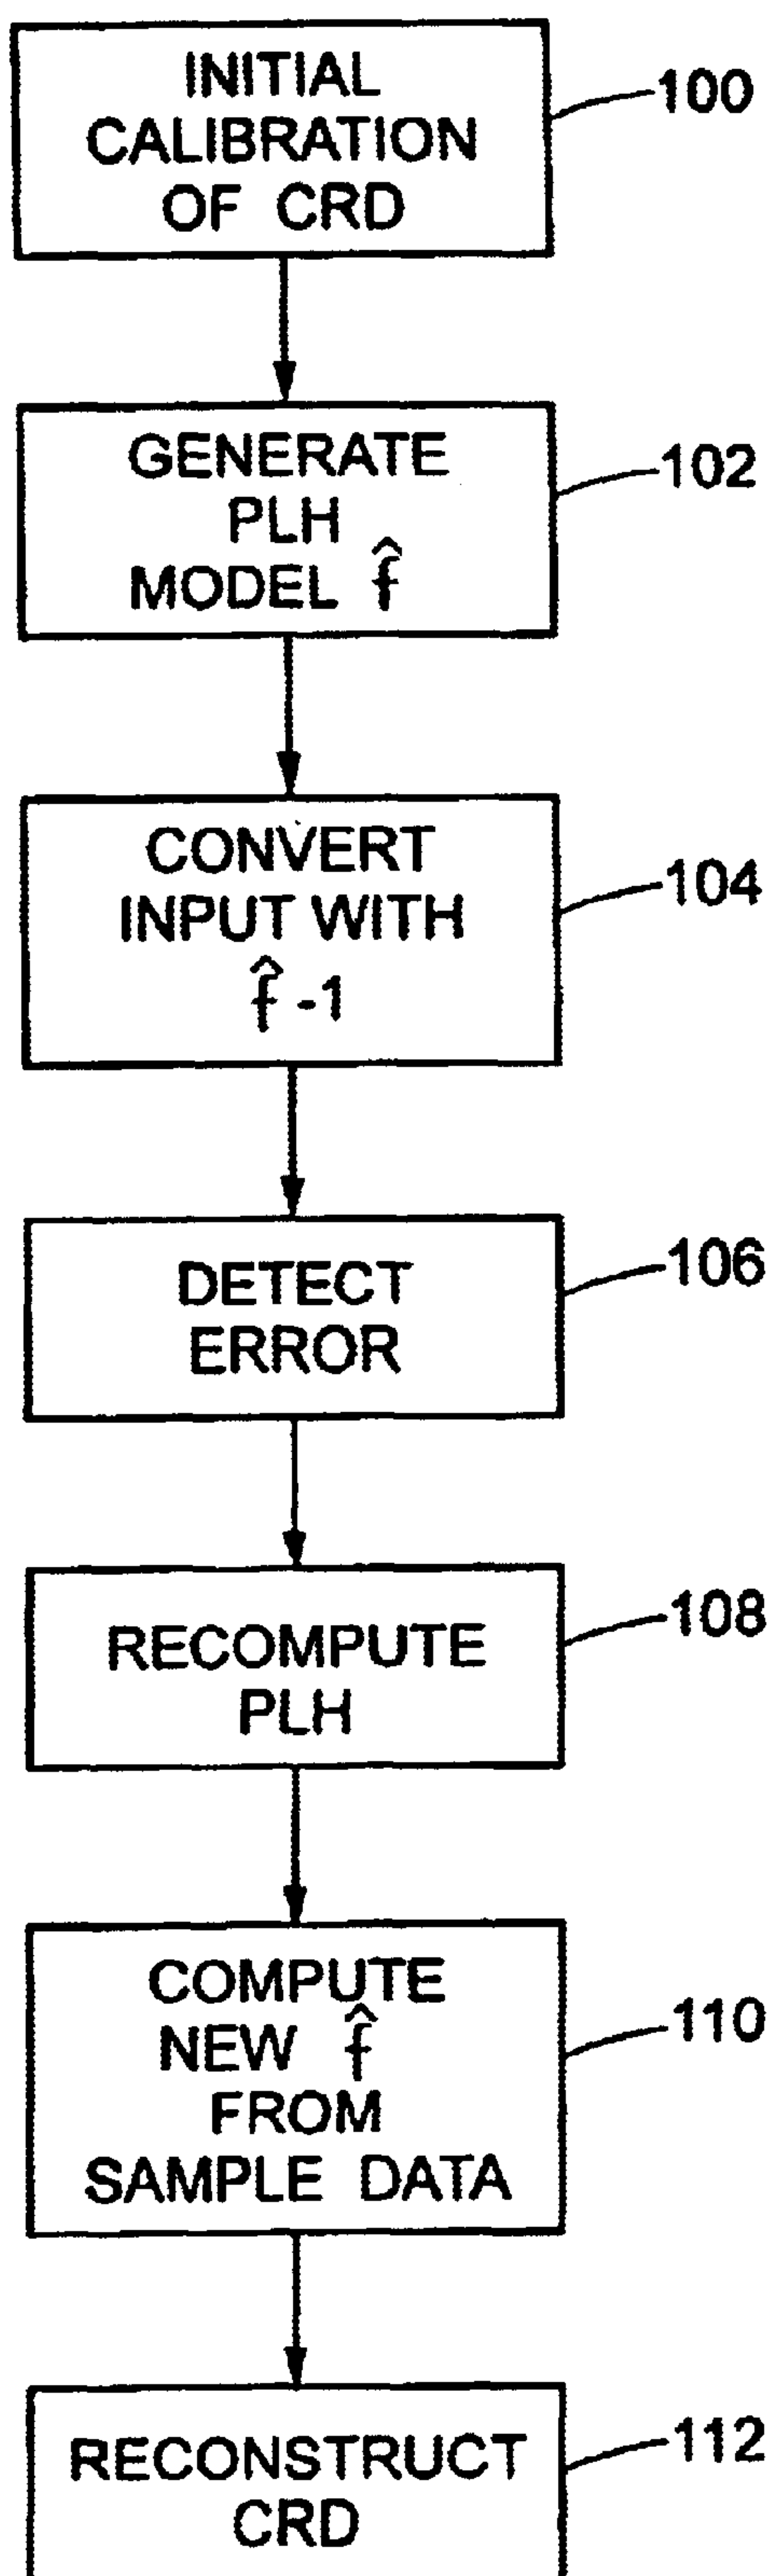 INITIAL
CALIBRATION
OF CRD
100
GENERATE
PLH
MODEL f̂
102
CONVERT
INPUT WITH
f̂ -1
104
DETECT
ERROR
106
RECOMPUTE
PLH
108
COMPUTE
NEW f̂
FROM
SAMPLE DATA
110
RECONSTRUCT
CRD
112